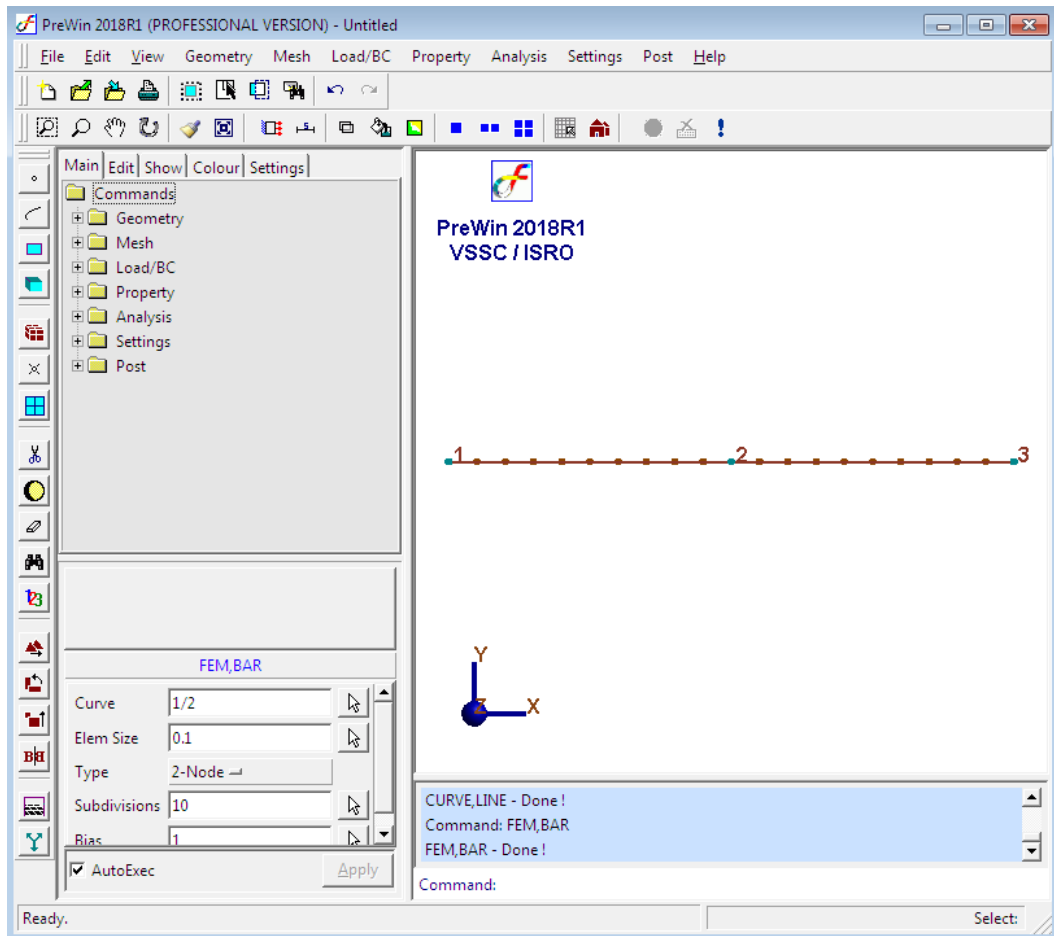 PreWin 2018R1 (PROFESSIONAL VERSION) - Untitled
File Edit View Geometry Mesh Load/BC Property Analysis Settings Post Help
Main Edit Show Colour Settings
Commands
Geometry
Mesh
Load/BC
Property
Analysis
Settings
Post
PreWin 2018R1
VSSC / ISRO
1 2 3
Y
Z X
123
B B
FEM,BAR
Curve 1/2
Elem Size 0.1
Type 2-Node
Subdivisions 10
Bias 1
AutoExec Apply
CURVE,LINE - Done !
Command: FEM,BAR
FEM,BAR - Done !
Command:
Ready. Select: